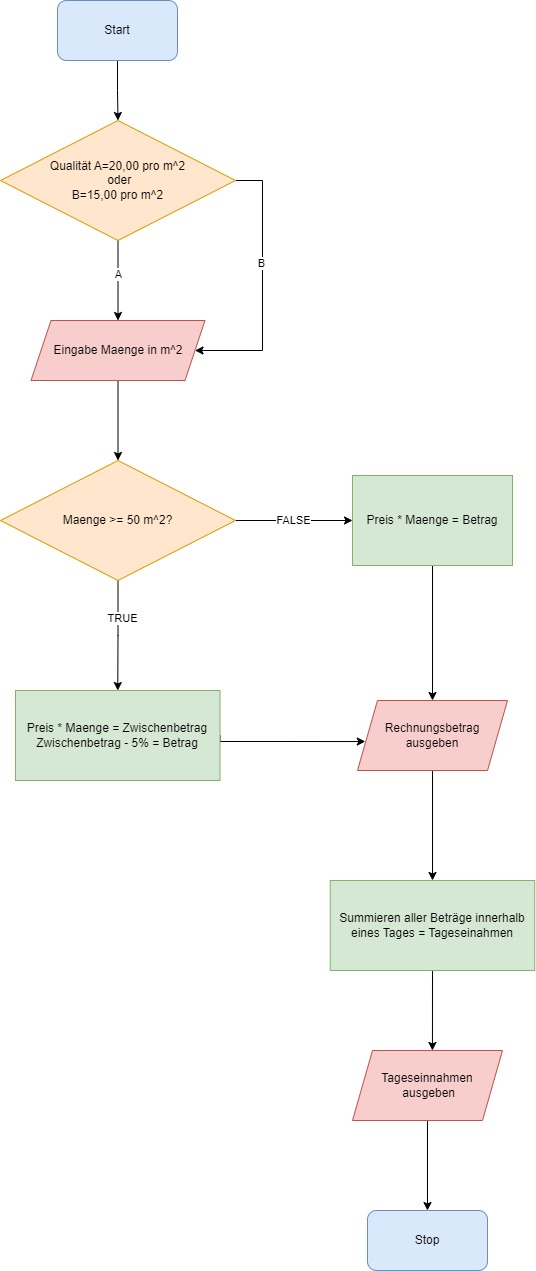 Start
Qualität A=20,00 pro m^2
oder
B=15,00 pro m^2
B
A
Eingabe Maenge in m^2
Maenge >= 50 m^2?
FALSE
Preis * Maenge = Betrag
TRUE
Preis * Maenge = Zwischenbetrag
Zwischenbetrag - 5% = Betrag
Rechnungsbetrag
ausgeben
Summieren aller Beträge innerhalb
eines Tages = Tageseinahmen
Tageseinnahmen
ausgeben
Stop